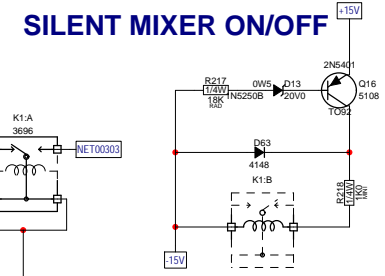 SILENT MIXER ON/OFF
+15V
2N5401
Q16
5108
TO92
R217
1/4W
18K
RAD
0W5
D13
1N5250B
20V0
K1:A
3696
NET00303
D63
4148
K1:B
R218
1/4W
1K0
MINI
-15V